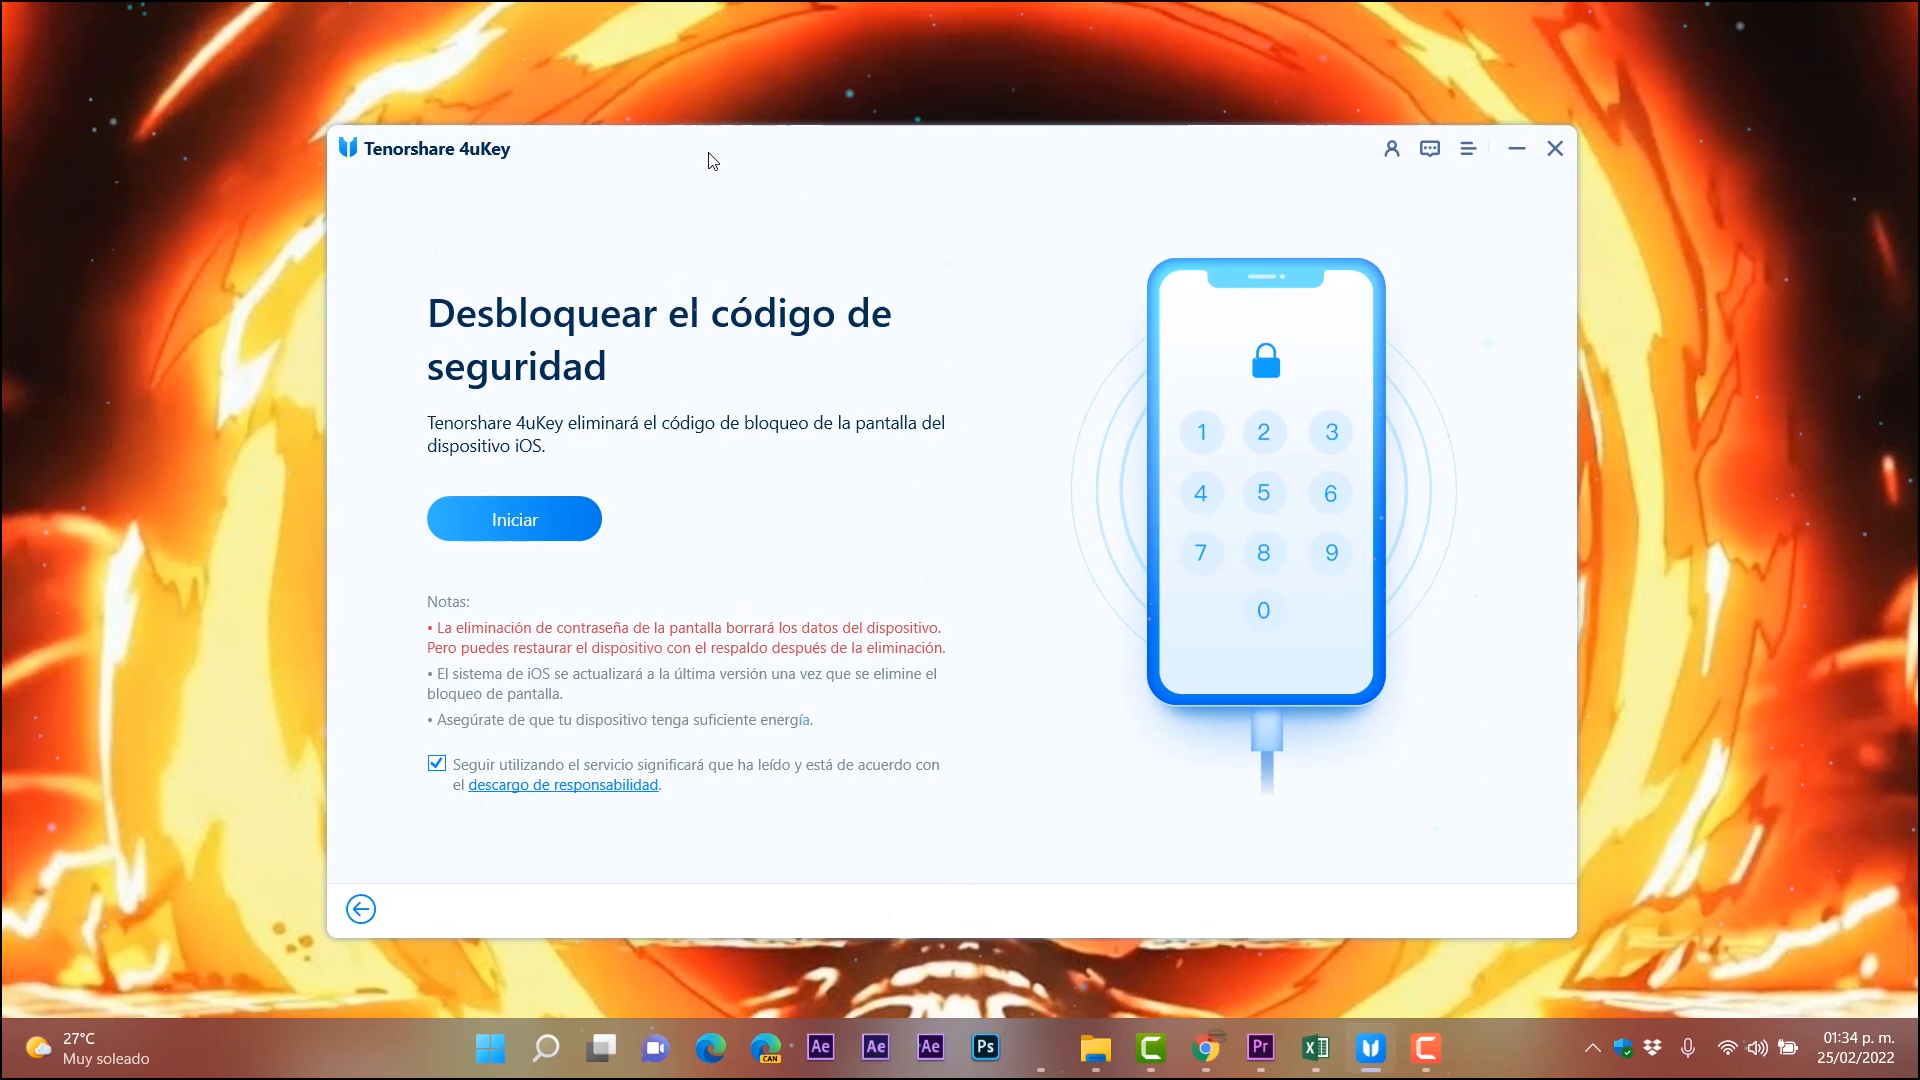 Tenorshare 4uKey
Desbloquear el código de
seguridad
Tenorshare 4uKey eliminará el código de bloqueo de la pantalla del
dispositivo iOS.
Iniciar
Notas:
• La eliminación de contraseña de la pantalla borrará los datos del dispositivo.
Pero puedes restaurar el dispositivo con el respaldo después de la eliminación.
• El sistema de iOS se actualizará a la última versión una vez que se elimine el
bloqueo de pantalla.
• Asegúrate de que tu dispositivo tenga suficiente energía.
Seguir utilizando el servicio significará que ha leído y está de acuerdo con
el descargo de responsabilidad.
1 2 3
4 5 6
7 8 9
0
27°C
Muy soleado
CAN
Ae
Ae
Ae
Ps
Pr
X
01:34 p. m.
25/02/2022